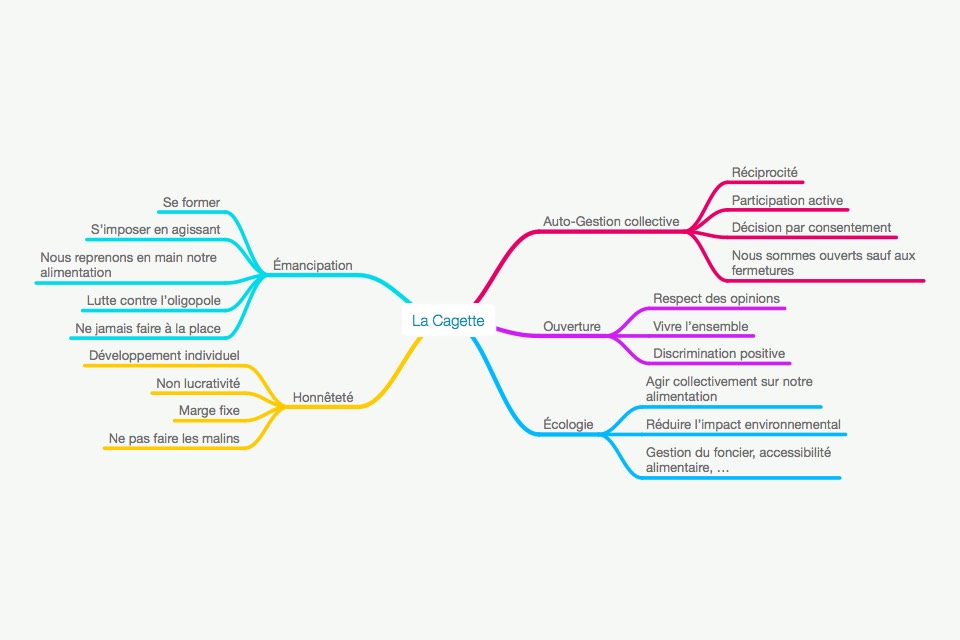 La Cagette
Auto-Gestion collective
Réciprocité
Participation active
Décision par consentement
Nous sommes ouverts sauf aux
fermetures
Ouverture
Respect des opinions
Vivre l'ensemble
Discrimination positive
Écologie
Agir collectivement sur notre
alimentation
Réduire l'impact environnemental
Gestion du foncier, accessibilité
alimentaire, ...
Émancipation
Se former
S'imposer en agissant
Nous reprenons en main notre
alimentation
Lutte contre l'oligopole
Ne jamais faire à la place
Honnêteté
Développement individuel
Non lucrativité
Marge fixe
Ne pas faire les malins